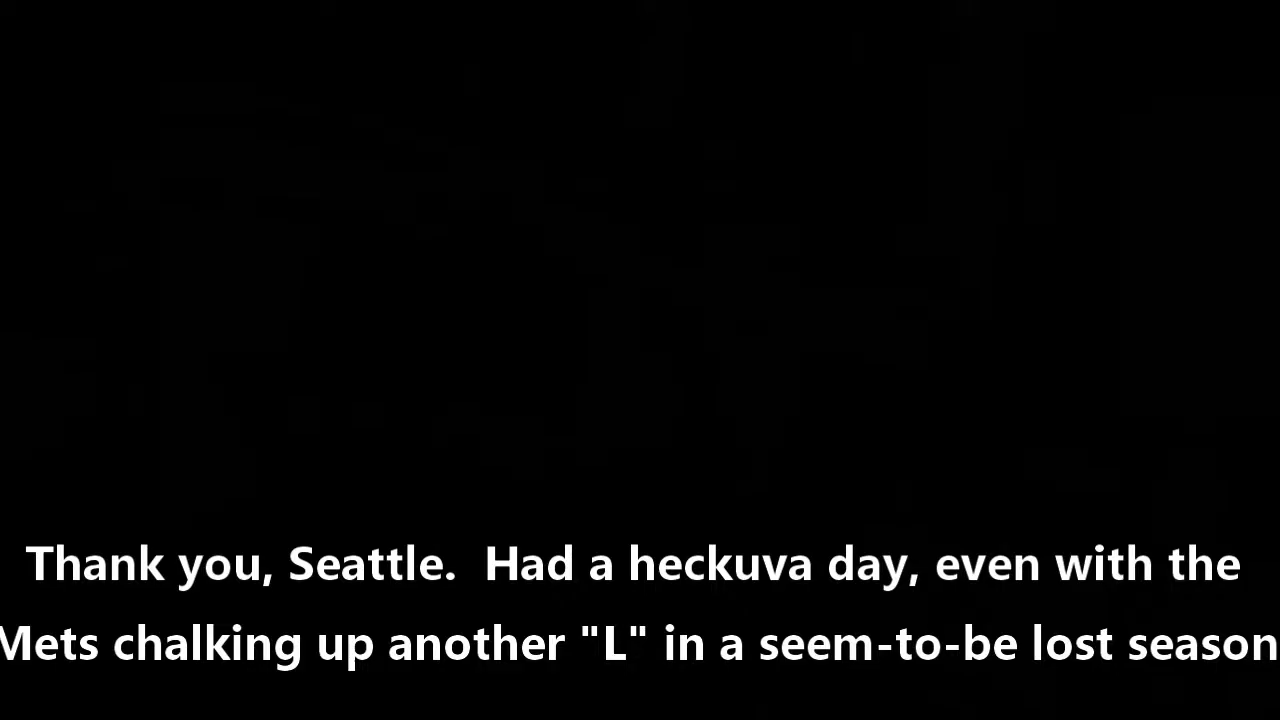 Thank you, Seattle.  Had a heckuva day, even with the
Mets chalking up another "L" in a seem-to-be lost season